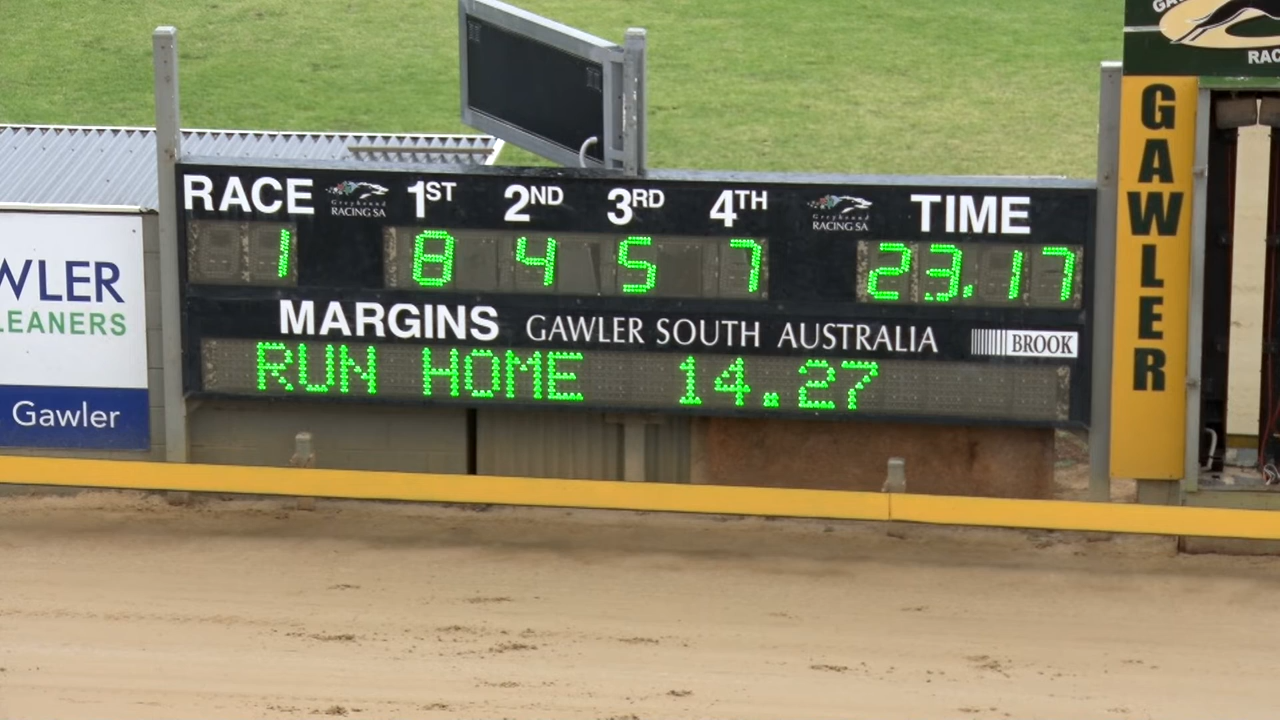 RACE 1ST 2ND 3RD 4TH TIME
Greyhound RACING SA
Greyhound RACING SA
1 8 4 5 7 23.17
MARGINS GAWLER SOUTH AUSTRALIA BROOK
RUN HOME 14.27
WLER
LEANERS
Gawler
GA
RAC
GAWLER